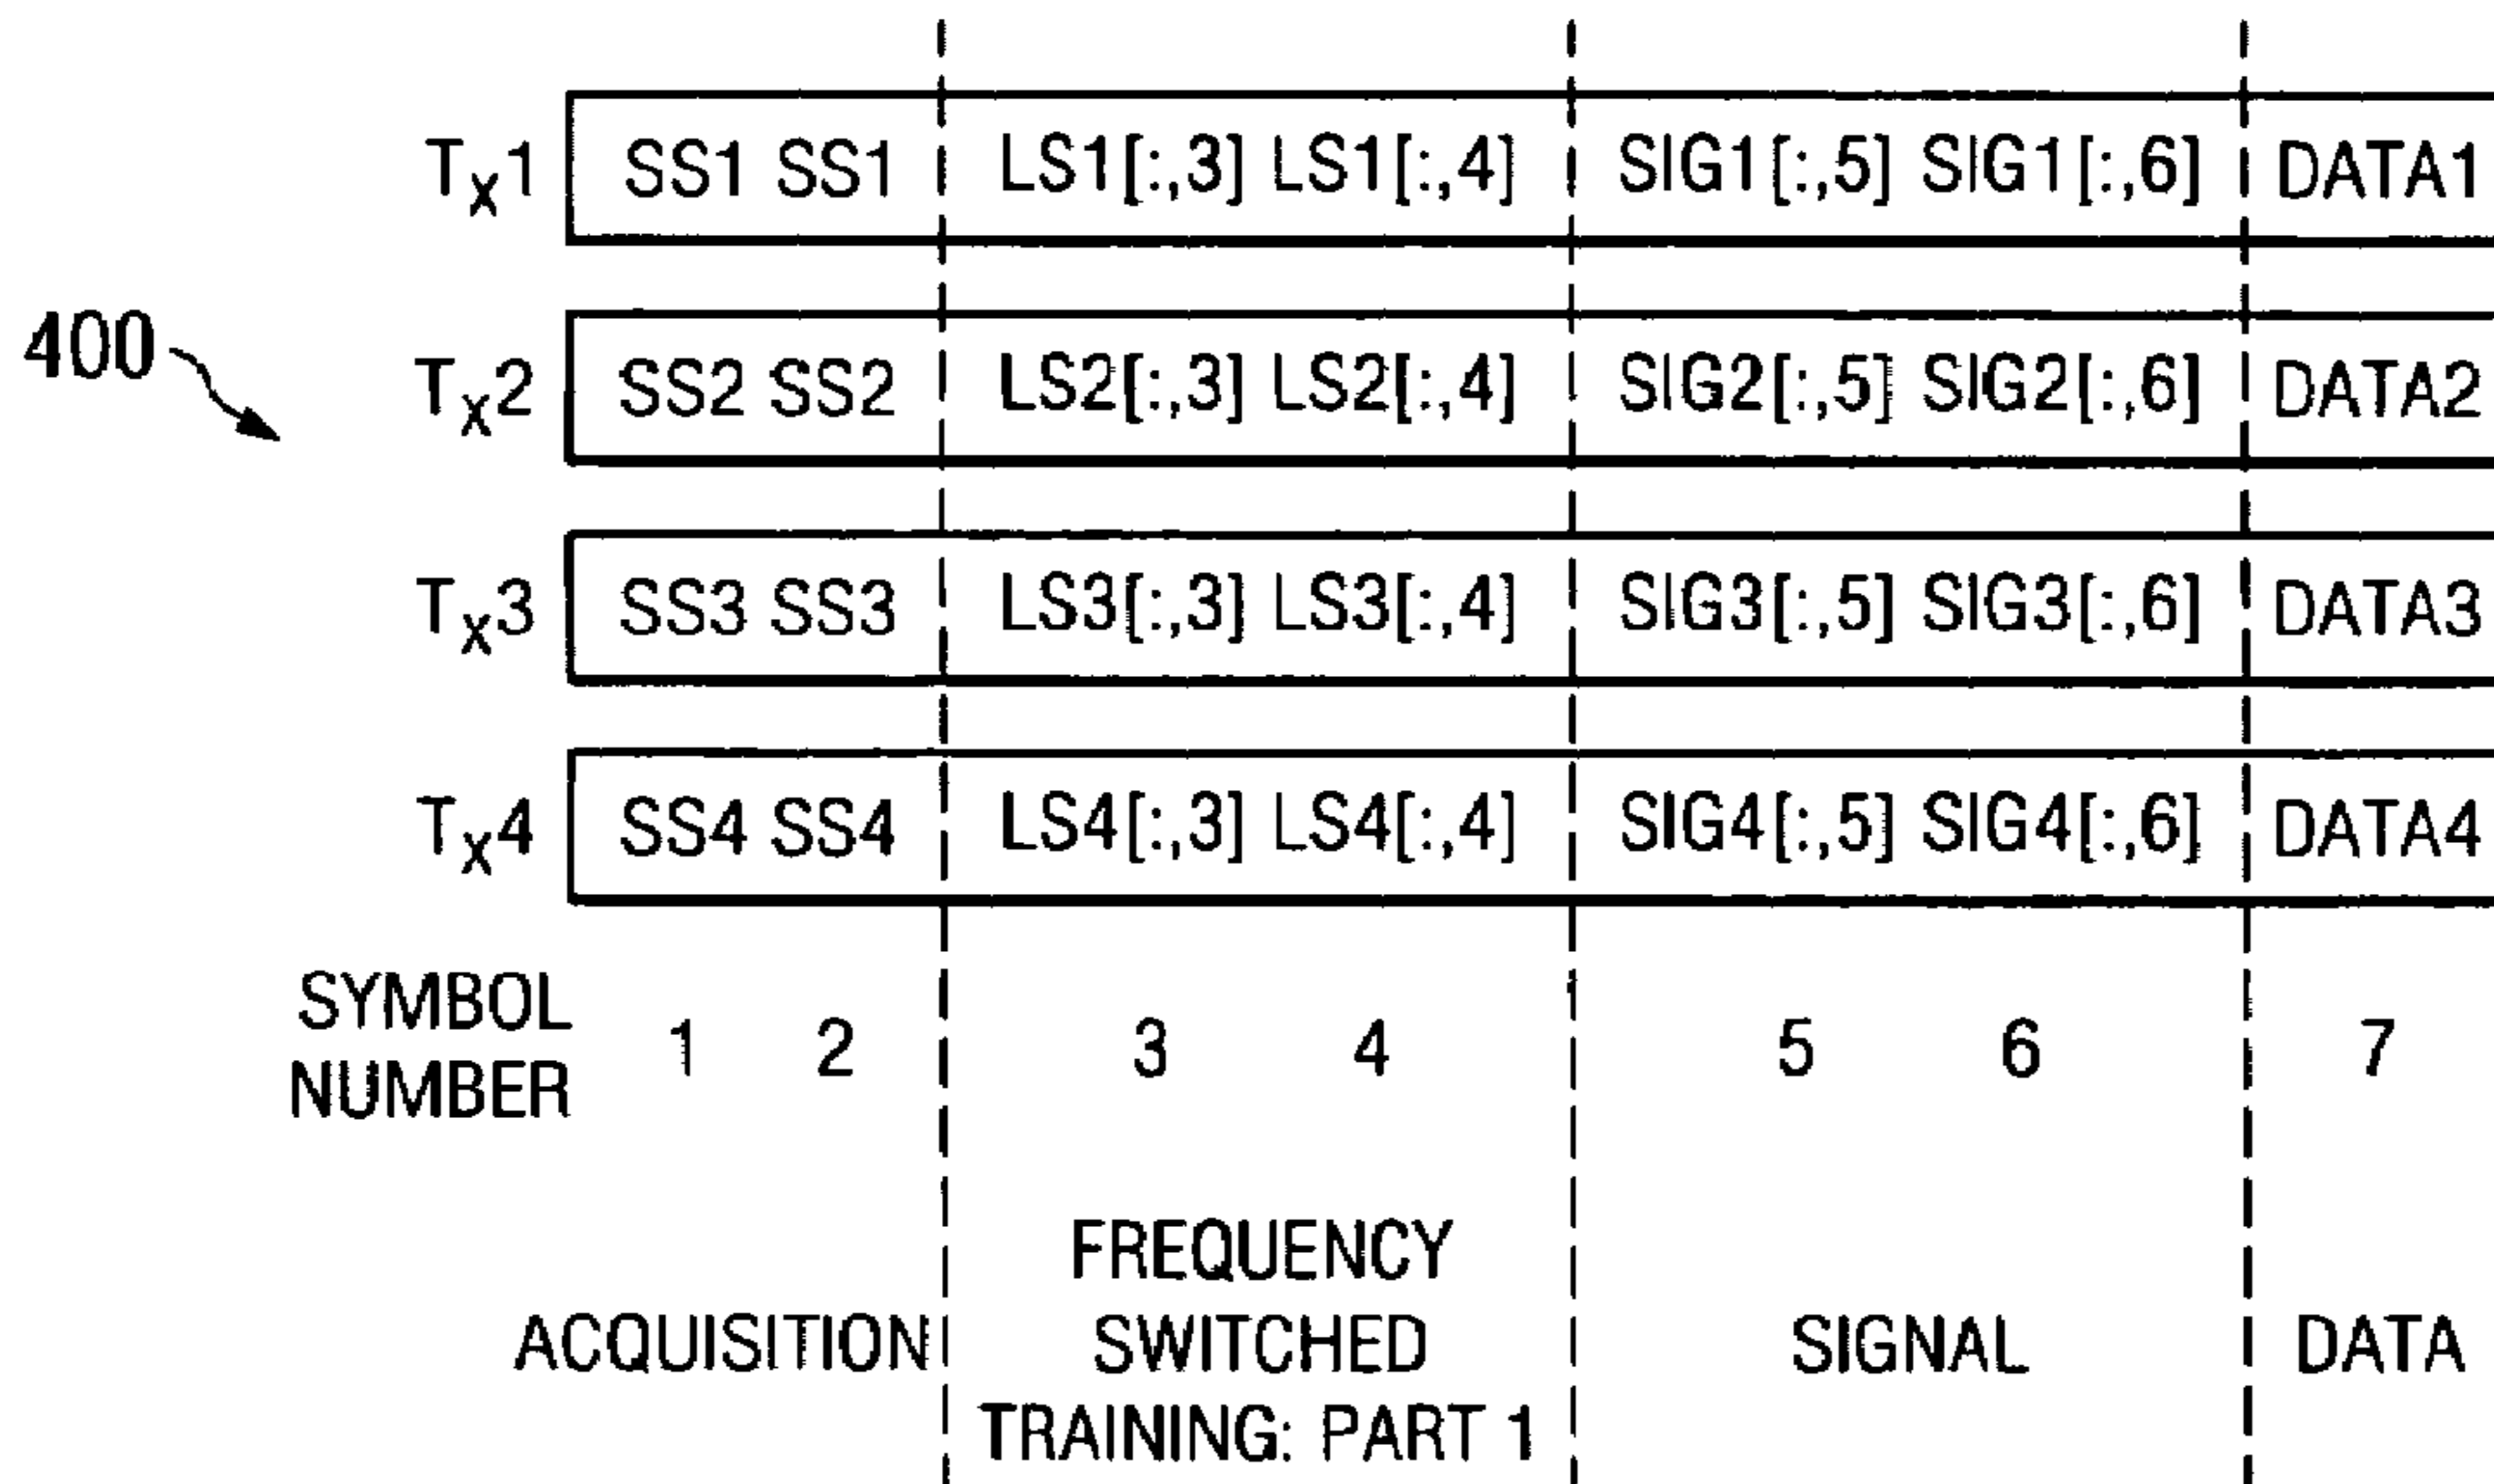 Tx1 SS1 SS1 LS1[:,3] LS1[:,4] SIG1[:,5] SIG1[:,6] DATA1
400
Tx2 SS2 SS2 LS2[:,3] LS2[:,4] SIG2[:,5] SIG2[:,6] DATA2
Tx3 SS3 SS3 LS3[:,3] LS3[:,4] SIG3[:,5] SIG3[:,6] DATA3
Tx4 SS4 SS4 LS4[:,3] LS4[:,4] SIG4[:,5] SIG4[:,6] DATA4
SYMBOL
NUMBER
1 2 3 4 5 6 7
ACQUISITION
FREQUENCY
SWITCHED
TRAINING: PART 1
SIGNAL
DATA